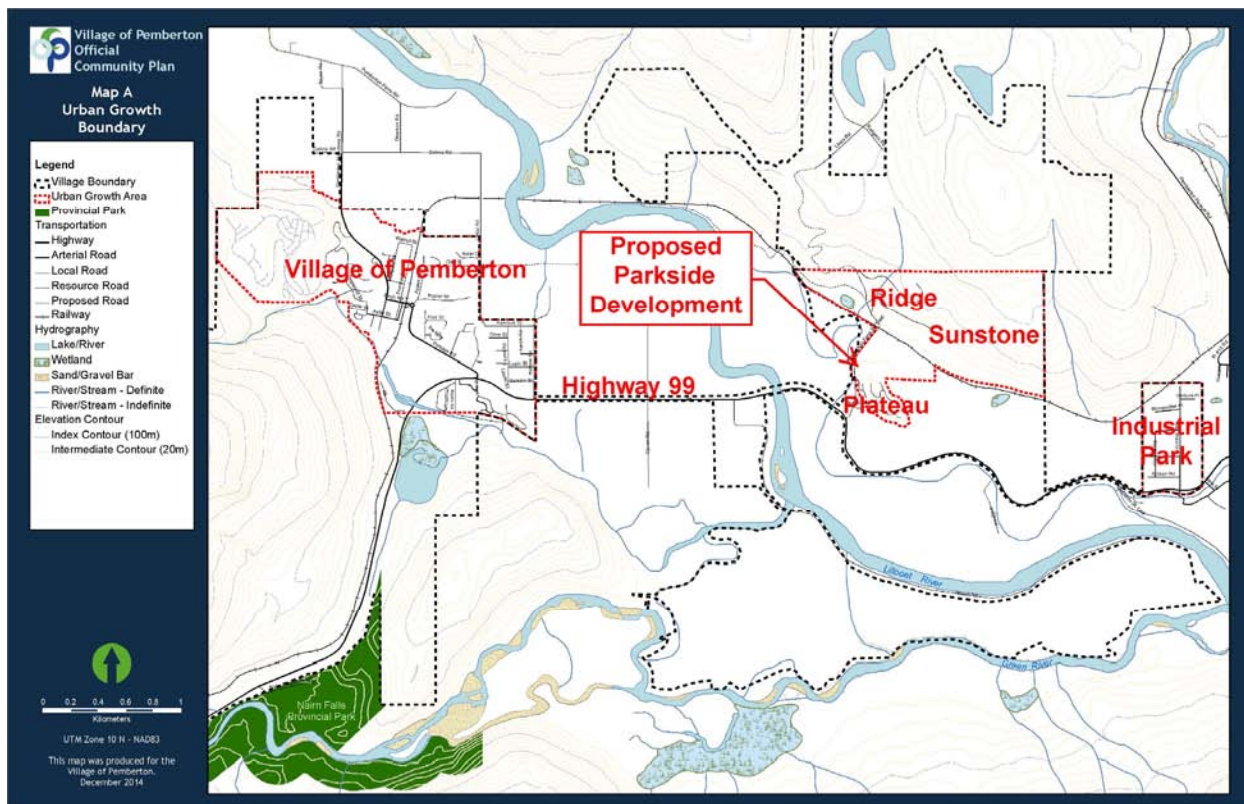 Village of Pemberton
Official
Community Plan
Map A
Urban Growth
Boundary
Legend
Village Boundary
Urban Growth Area
Provincial Park
Transportation
Highway
Arterial Road
Local Road
Resource Road
Proposed Road
Railway
Hydrography
Lake/River
Wetland
Sand/Gravel Bar
River/Stream - Definite
River/Stream - Indefinite
Elevation Contour
Index Contour (100m)
Intermediate Contour (20m)
0 0.2 0.4 0.6 0.8 1
Kilometers
UTM Zone 10 N - NAD83
This map was produced for the
Village of Pemberton.
December 2014
Village of Pemberton
Proposed
Parkside
Development
Ridge
Sunstone
Highway 99
Plateau
Industrial
Park
Lillooet River
Green River
Nairn Falls
Provincial Park